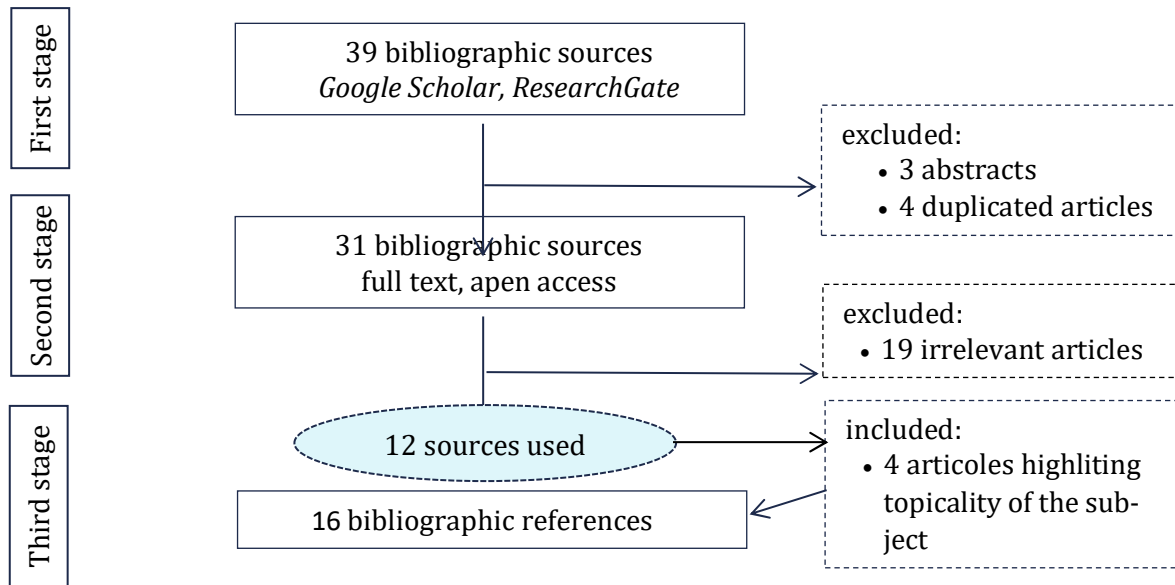 First stage
39 bibliographic sources
Google Scholar, ResearchGate
excluded:
• 3 abstracts
• 4 duplicated articles
Second stage
31 bibliographic sources
full text, apen access
excluded:
• 19 irrelevant articles
Third stage
12 sources used
included:
• 4 articoles highliting
topicality of the sub-
ject
16 bibliographic references